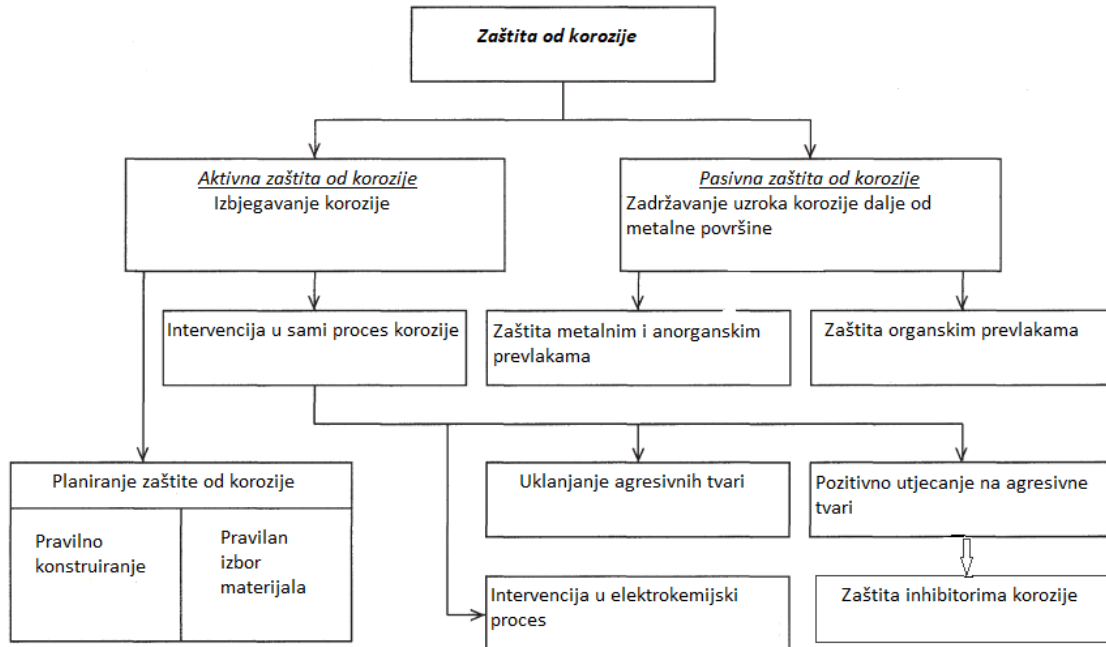 Zaštita od korozije
Aktivna zaštita od korozije
Izbjegavanje korozije
Pasivna zaštita od korozije
Zadržavanje uzroka korozije dalje od
metalne površine
Intervencija u sami proces korozije
Zaštita metalnim i anorganskim
prevlakama
Zaštita organskim prevlakama
Planiranje zaštite od korozije
Pravilno
konstruiranje
Pravilan
izbor
materijala
Uklanjanje agresivnih tvari
Pozitivno utjecanje na agresivne
tvari
Intervencija u elektrokemijski
proces
Zaštita inhibitorima korozije